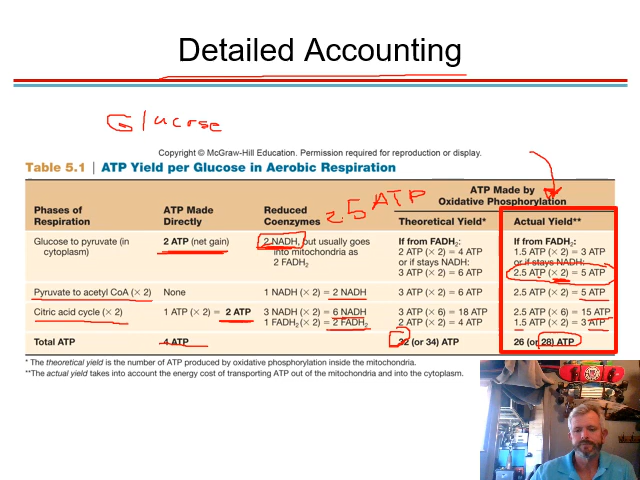 Detailed Accounting
Glucose
Copyright © McGraw-Hill Education. Permission required for reproduction or display.
Table 5.1 | ATP Yield per Glucose in Aerobic Respiration
2.5 ATP
ATP Made by
Oxidative Phosphorylation
Phases of
Respiration
ATP Made
Directly
Reduced
Coenzymes
Theoretical Yield*
Actual Yield**
Glucose to pyruvate (in
cytoplasm)
2 ATP (net gain)
2 NADH, but usually goes
into mitochondria as
2 FADH₂
If from FADH₂:
2 ATP (× 2) = 4 ATP
or if stays NADH:
3 ATP (× 2) = 6 ATP
If from FADH₂:
1.5 ATP (× 2) = 3 ATP
or if stays NADH:
2.5 ATP (× 2) = 5 ATP
Pyruvate to acetyl CoA (× 2)
None
1 NADH (× 2) = 2 NADH
3 ATP (× 2) = 6 ATP
2.5 ATP (× 2) = 5 ATP
Citric acid cycle (× 2)
1 ATP (× 2) = 2 ATP
3 NADH (× 2) = 6 NADH
1 FADH₂ (× 2) = 2 FADH₂
3 ATP (× 6) = 18 ATP
2 ATP (× 2) = 4 ATP
2.5 ATP (× 6) = 15 ATP
1.5 ATP (× 2) = 3 ATP
Total ATP
4 ATP
32 (or 34) ATP
26 (or 28) ATP
* The theoretical yield is the number of ATP produced by oxidative phosphorylation inside the mitochondria.
**The actual yield takes into account the energy cost of transporting ATP out of the mitochondria and into the cytoplasm.